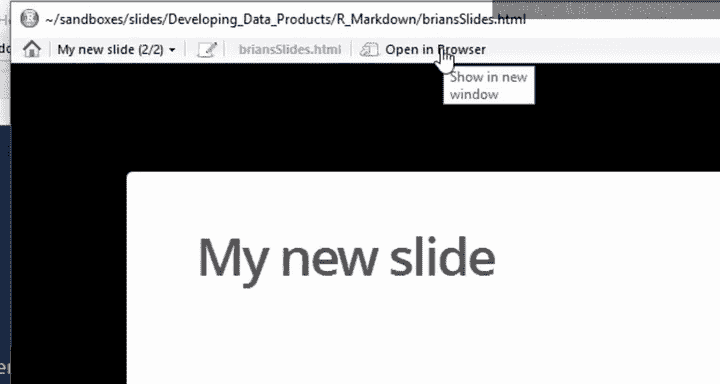 ~/sandboxes/slides/Developing_Data_Products/R_Markdown/briansSlides.html
My new slide (2/2) briansSlides.html Open in Browser
Show in new
window
My new slide